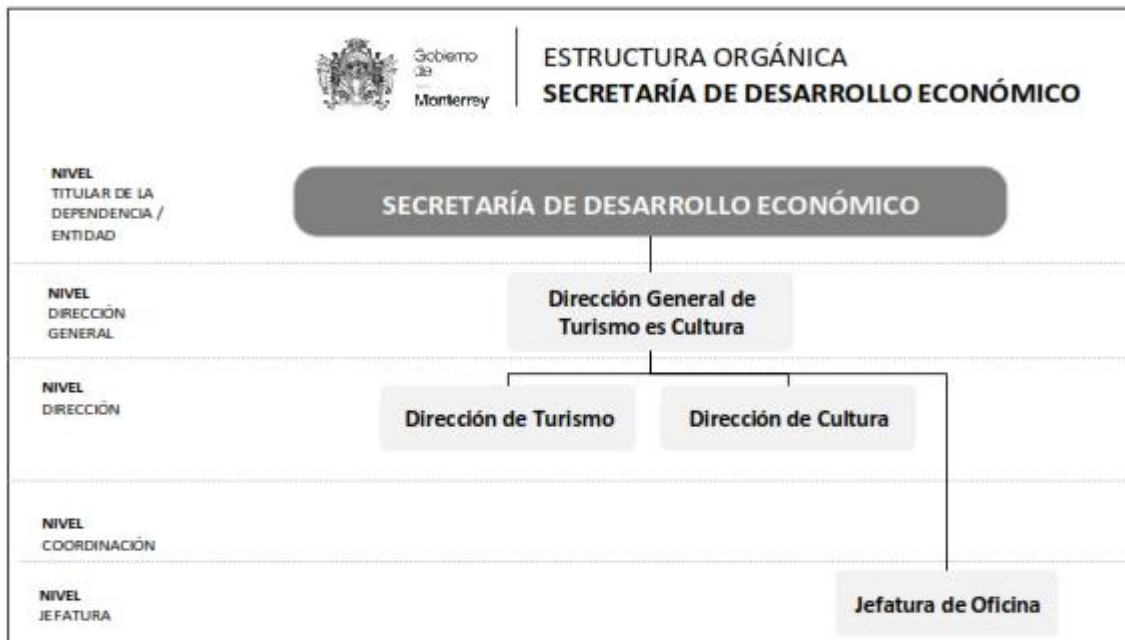 Gobierno
de
Monterrey
ESTRUCTURA ORGÁNICA
SECRETARÍA DE DESARROLLO ECONÓMICO
NIVEL
TITULAR DE LA
DEPENDENCIA /
ENTIDAD
SECRETARÍA DE DESARROLLO ECONÓMICO
NIVEL
DIRECCIÓN
GENERAL
Dirección General de
Turismo es Cultura
NIVEL
DIRECCIÓN
Dirección de Turismo
Dirección de Cultura
NIVEL
COORDINACIÓN
NIVEL
JEFATURA
Jefatura de Oficina